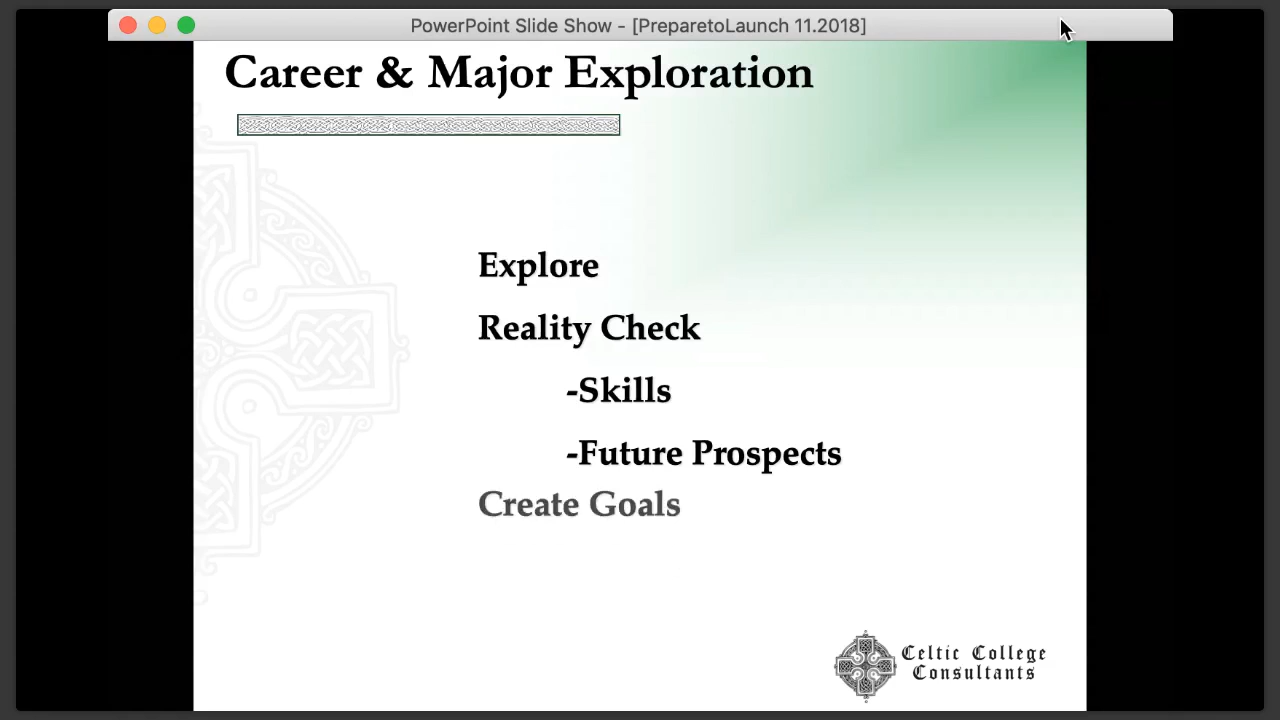 PowerPoint Slide Show - [PreparetoLaunch 11.2018]
Career & Major Exploration
Explore
Reality Check
-Skills
-Future Prospects
Create Goals
Celtic College
Consultants